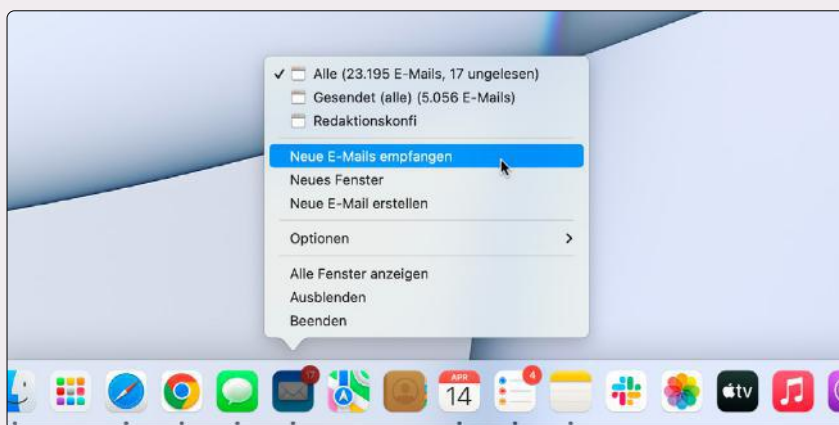 ✓ Alle (23.195 E-Mails, 17 ungelesen)
Gesendet (alle) (5.056 E-Mails)
Redaktionskonfi
Neue E-Mails empfangen
Neues Fenster
Neue E-Mail erstellen
Optionen
Alle Fenster anzeigen
Ausblenden
Beenden
17
APR
14
4
tv